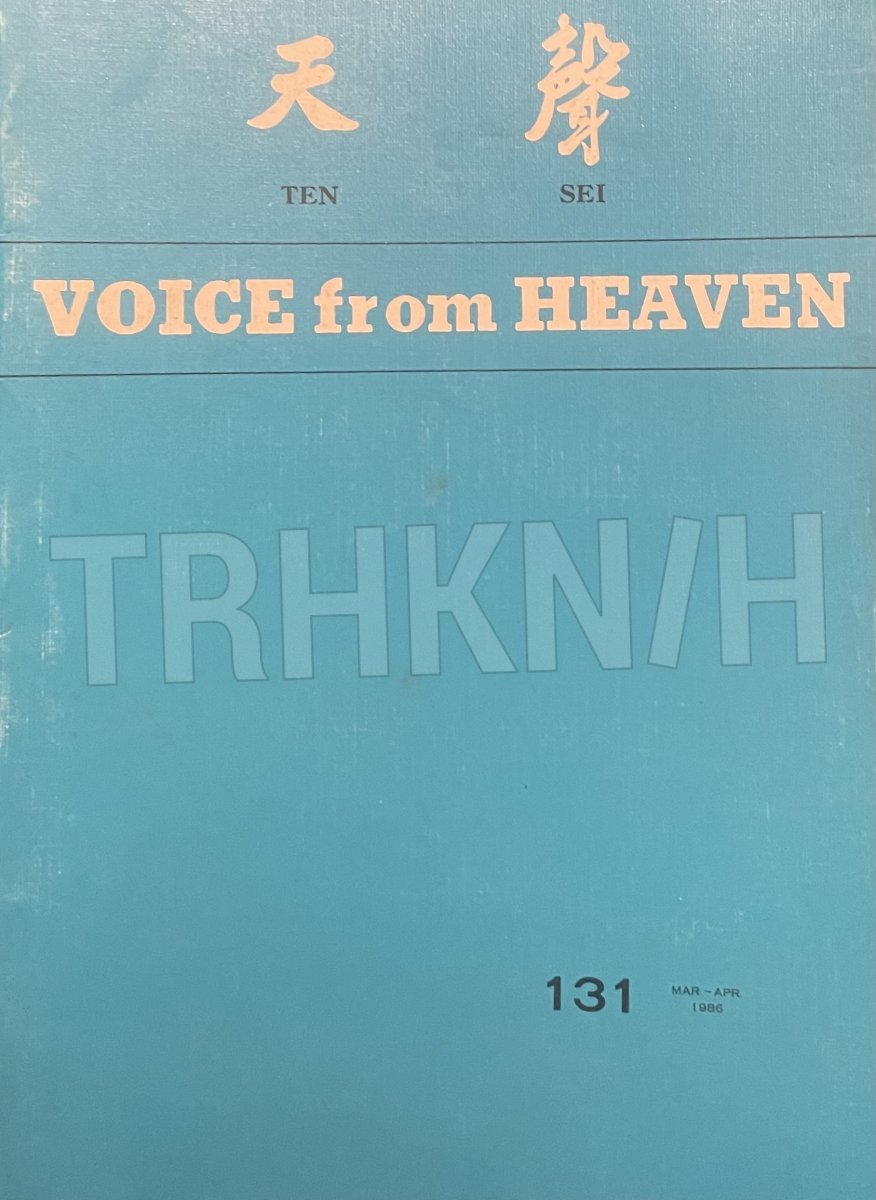 天 聲
TEN SEI
VOICE from HEAVEN
TRHKN/H
131 MAR-APR
1986